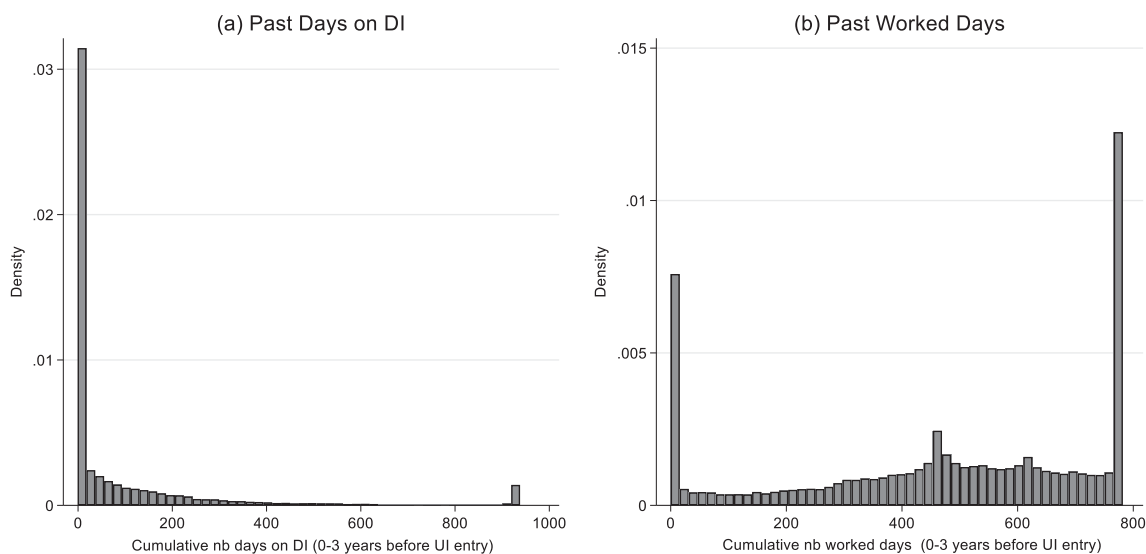 (a) Past Days on DI
.03
.02
.01
0
Density
0 200 400 600 800 1000
Cumulative nb days on DI (0-3 years before UI entry)
(b) Past Worked Days
.015
.01
.005
0
Density
0 200 400 600 800
Cumulative nb worked days (0-3 years before UI entry)